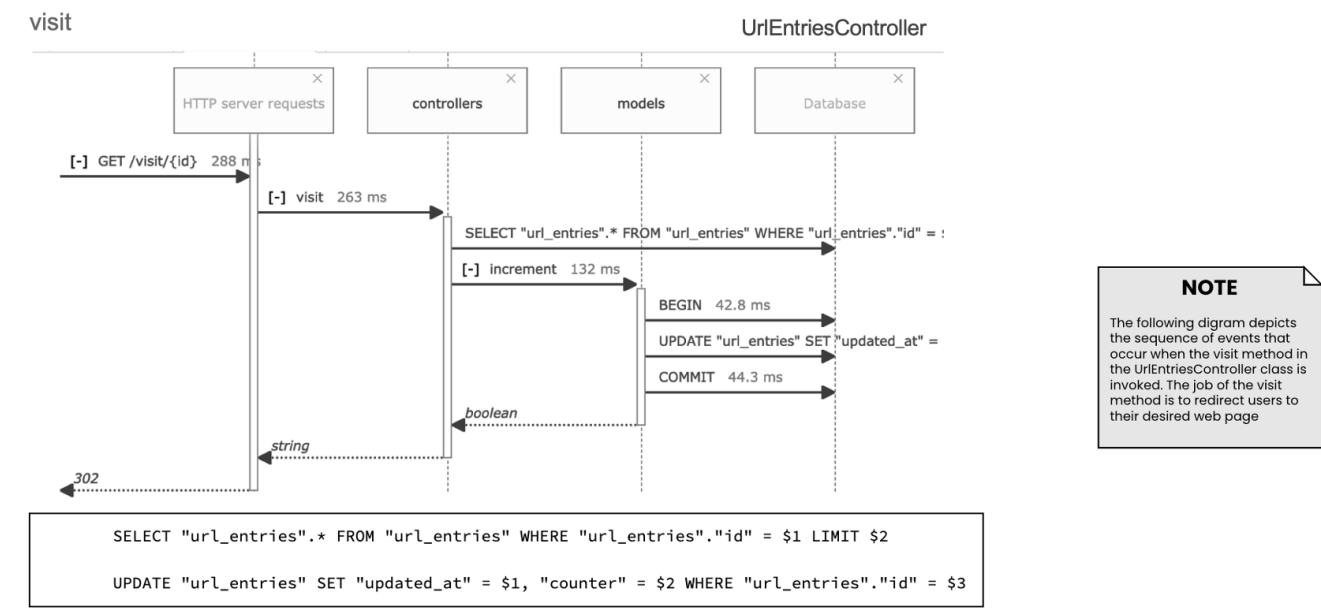 visit
UrlEntriesController
HTTP server requests
controllers
models
Database
[-] GET /visit/{id} 288 ms
[-] visit 263 ms
SELECT "url_entries".* FROM "url_entries" WHERE "url_entries"."id" =
[-] increment 132 ms
BEGIN 42.8 ms
UPDATE "url_entries" SET "updated_at" =
COMMIT 44.3 ms
boolean
string
302
NOTE
The following digram depicts
the sequence of events that
occur when the visit method in
the UrlEntriesController class is
invoked. The job of the visit
method is to redirect users to
their desired web page
SELECT "url_entries".* FROM "url_entries" WHERE "url_entries"."id" = $1 LIMIT $2
UPDATE "url_entries" SET "updated_at" = $1, "counter" = $2 WHERE "url_entries"."id" = $3